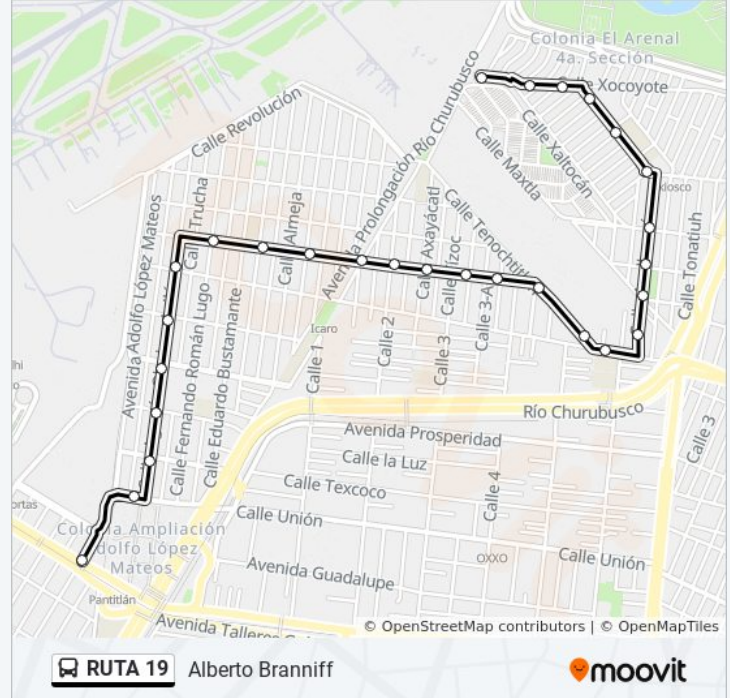 Colonia El Arenal
4a. Sección
Calle Xocoyote
Calle Revolución
Avenida Prolongación Río Churubusco
Calle Xaltocán
Calle Maxtla
Trucha
Calle Almeja
Axayácatl
Calle Tonatiuh
Avenida Adolfo López Mateos
Icaro
Calle 2
Calle 3-A
Calle Fernando Román Lugo
Calle Eduardo Bustamante
Calle 1
Calle 3
Río Churubusco
Calle 3
Avenida Prosperidad
Calle la Luz
Calle Texcoco
Calle 4
Calle Unión
Colonia Ampliación
Adolfo López
Mateos
OXXO
Calle Unión
Avenida Guadalupe
Pantitlán
Avenida Talleres
© OpenStreetMap contributors | © OpenMapTiles
RUTA 19 Alberto Branniff
moovit